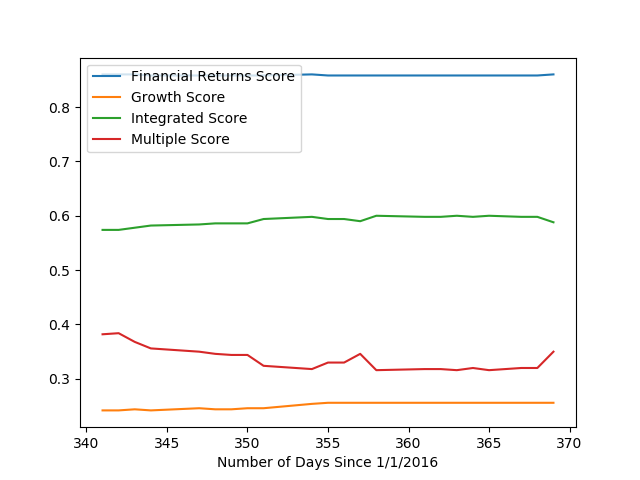 Financial Returns Score
Growth Score
Integrated Score
Multiple Score
0.8
0.7
0.6
0.5
0.4
0.3
340 345 350 355 360 365 370
Number of Days Since 1/1/2016